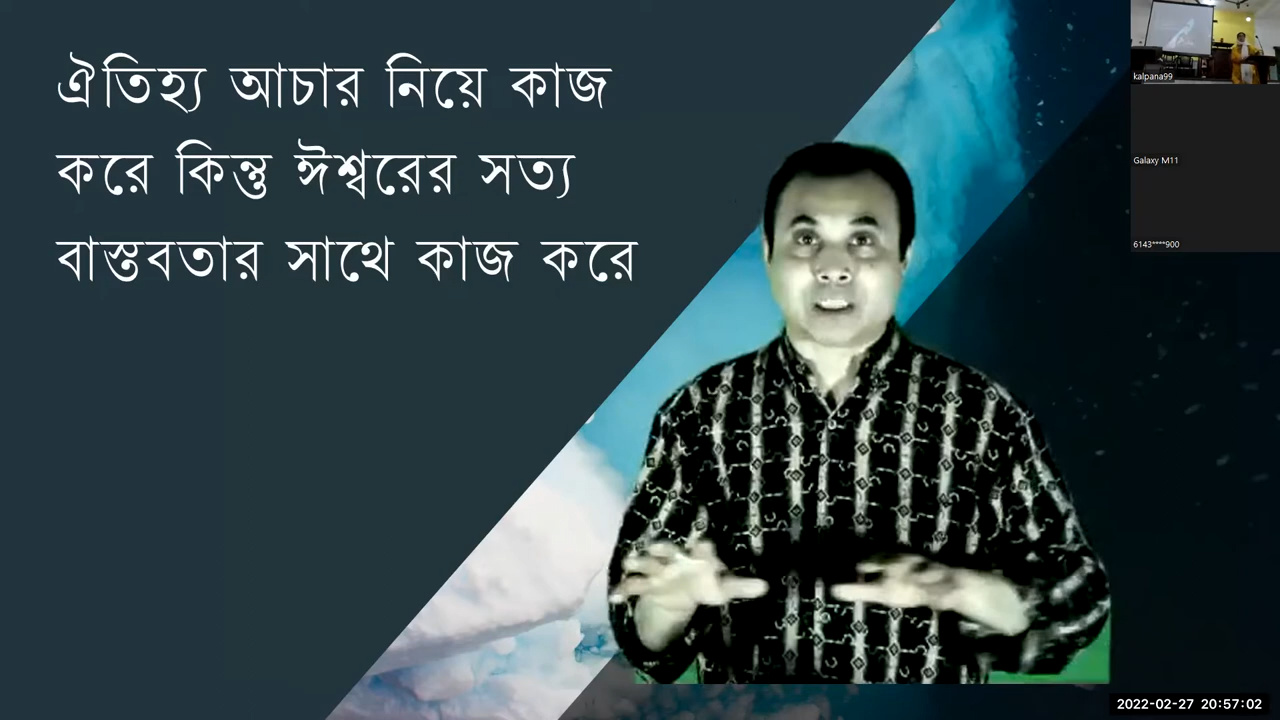 ঐতিহ্য আচার নিয়ে কাজ
করে কিন্তু ঈশ্বরের সত্য
বাস্তবতার সাথে কাজ করে
kalpana99
Galaxy M11
6143****900
2022-02-27 20:57:02